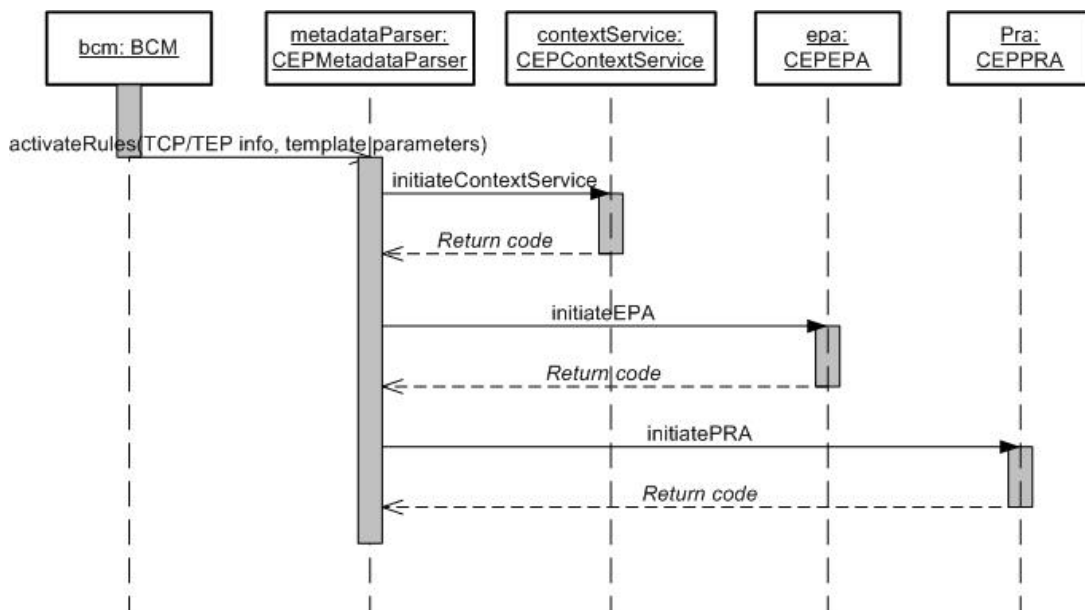 bcm: BCM
metadataParser:
CEPMetadataParser
contextService:
CEPContextService
epa:
CEPEPA
Pra:
CEPPRA
activateRules(TCP/TEP info, template parameters)
initiateContextService
Return code
initiateEPA
Return code
initiatePRA
Return code